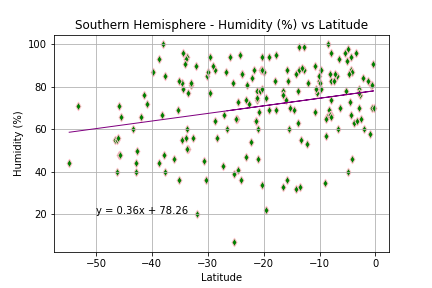 Southern Hemisphere - Humidity (%) vs Latitude
100
80
60
40
20
Humidity (%)
y = 0.36x + 78.26
−50 −40 −30 −20 −10 0
Latitude